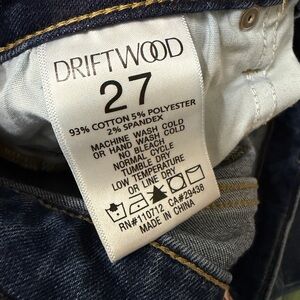 DRIFTWOOD
27
93% COTTON 5% POLYESTER
2% SPANDEX
MACHINE WASH COLD
OR HAND WASH COLD
NO BLEACH
NORMAL CYCLE
TUMBLE DRY
LOW TEMPERATURE
OR LINE DRY
RN#110712 CA#29438
MADE IN CHINA